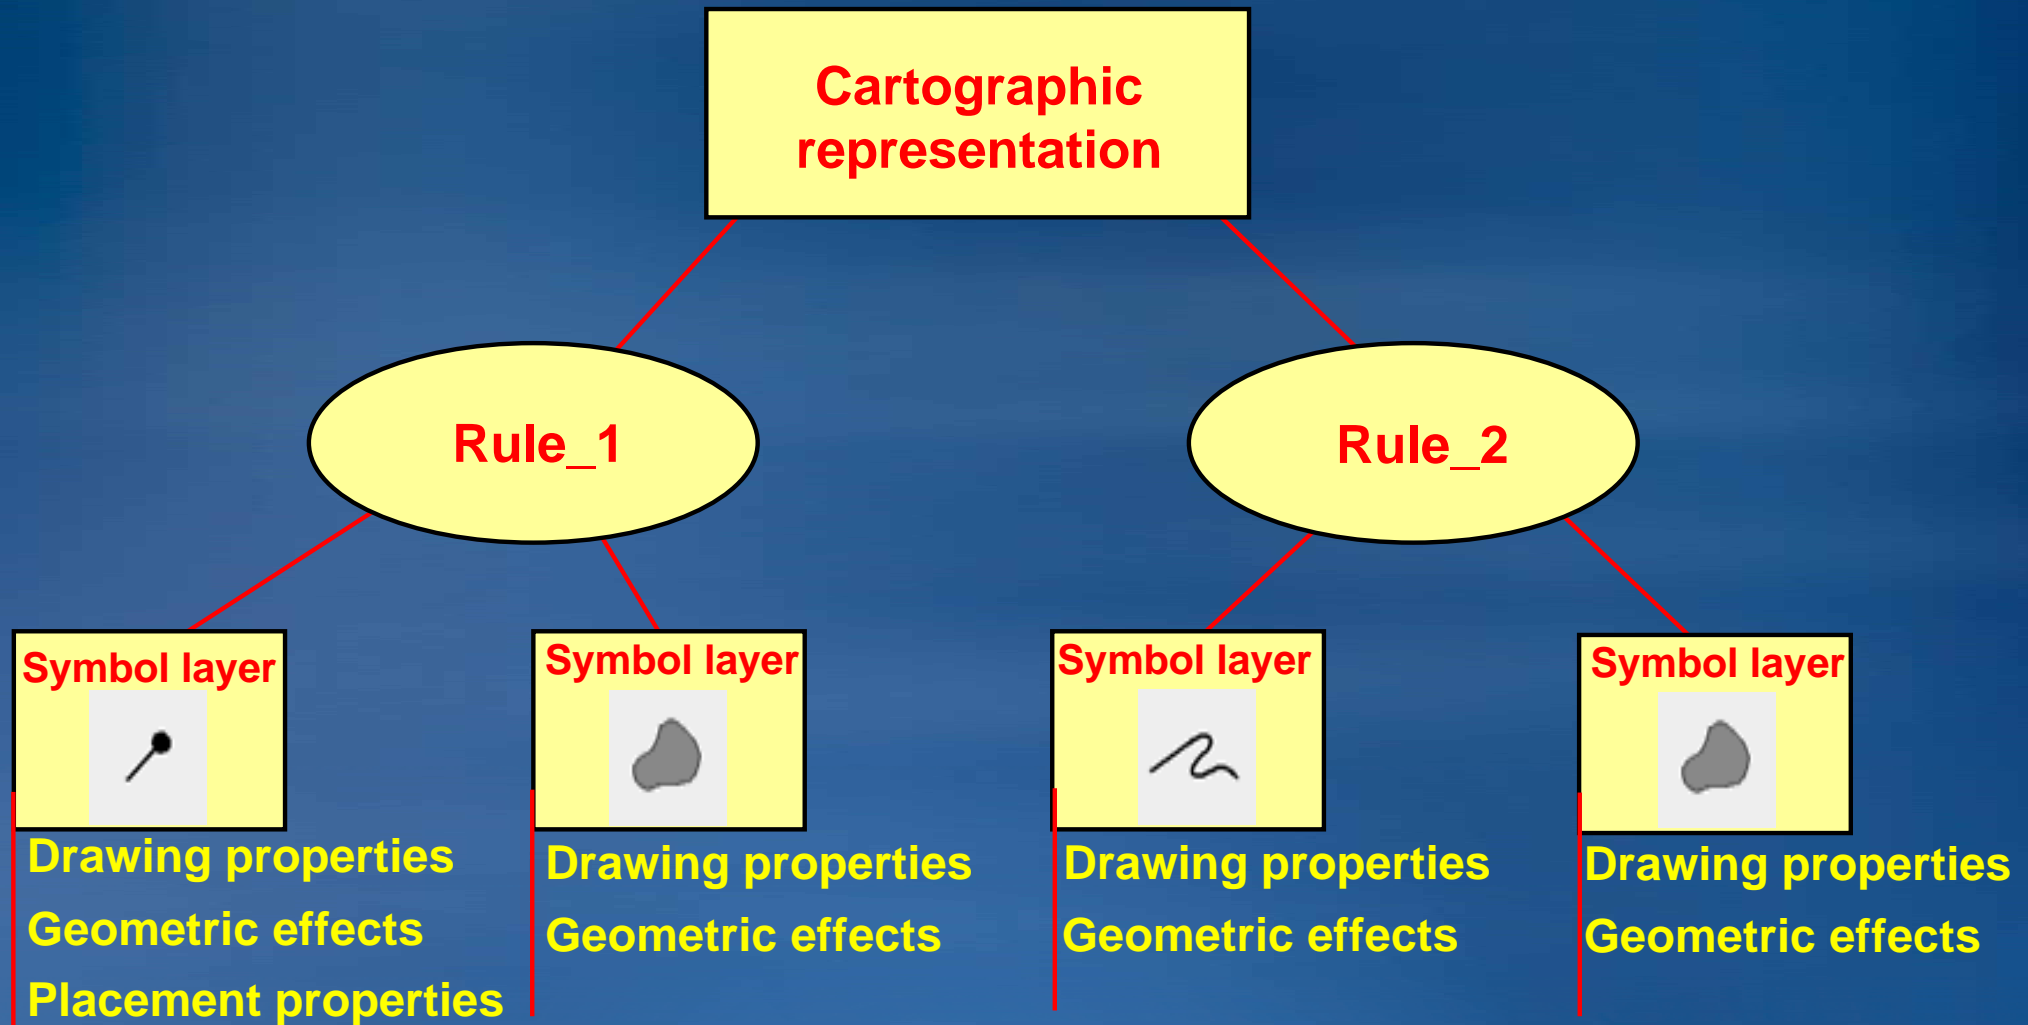 Cartographic
representation
Rule_1
Rule_2
Symbol layer
Drawing properties
Geometric effects
Placement properties
Symbol layer
Drawing properties
Geometric effects
Symbol layer
Drawing properties
Geometric effects
Symbol layer
Drawing properties
Geometric effects